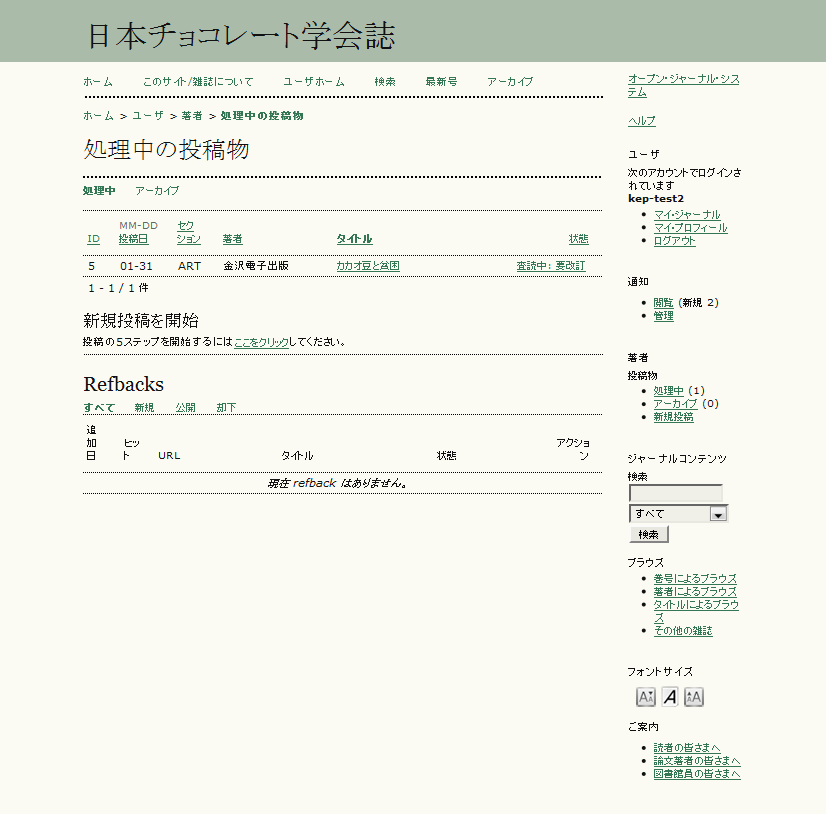 日本チョコレート学会誌
ホーム このサイト/雑誌について ユーザホーム 検索 最新号 アーカイブ
ホーム > ユーザ > 著者 > 処理中の投稿物
処理中の投稿物
処理中 アーカイブ
ID MM-DD 投稿日 セクション 著者 タイトル 状態
5 01-31 ART 金沢電子出版 カカオ豆と貧困 査読中: 要改訂
1 - 1 / 1 件
新規投稿を開始
投稿の5ステップを開始するにはここをクリックしてください。
Refbacks
すべて 新規 公開 却下
追加日 ヒット URL タイトル 状態 アクション
現在 refback はありません。
オープン・ジャーナル・シス
テム
ヘルプ
ユーザ
次のアカウントでログインさ
れています
kep-test2
マイ・ジャーナル
マイ・プロフィール
ログアウト
通知
閲覧 (新規 2)
管理
著者
投稿物
処理中 (1)
アーカイブ (0)
新規投稿
ジャーナルコンテンツ
検索
すべて
検索
ブラウズ
巻号によるブラウズ
著者によるブラウズ
タイトルによるブラウ
ズ
その他の雑誌
フォントサイズ
AA A AA
ご案内
読者の皆さまへ
論文著者の皆さまへ
図書館員の皆さまへ